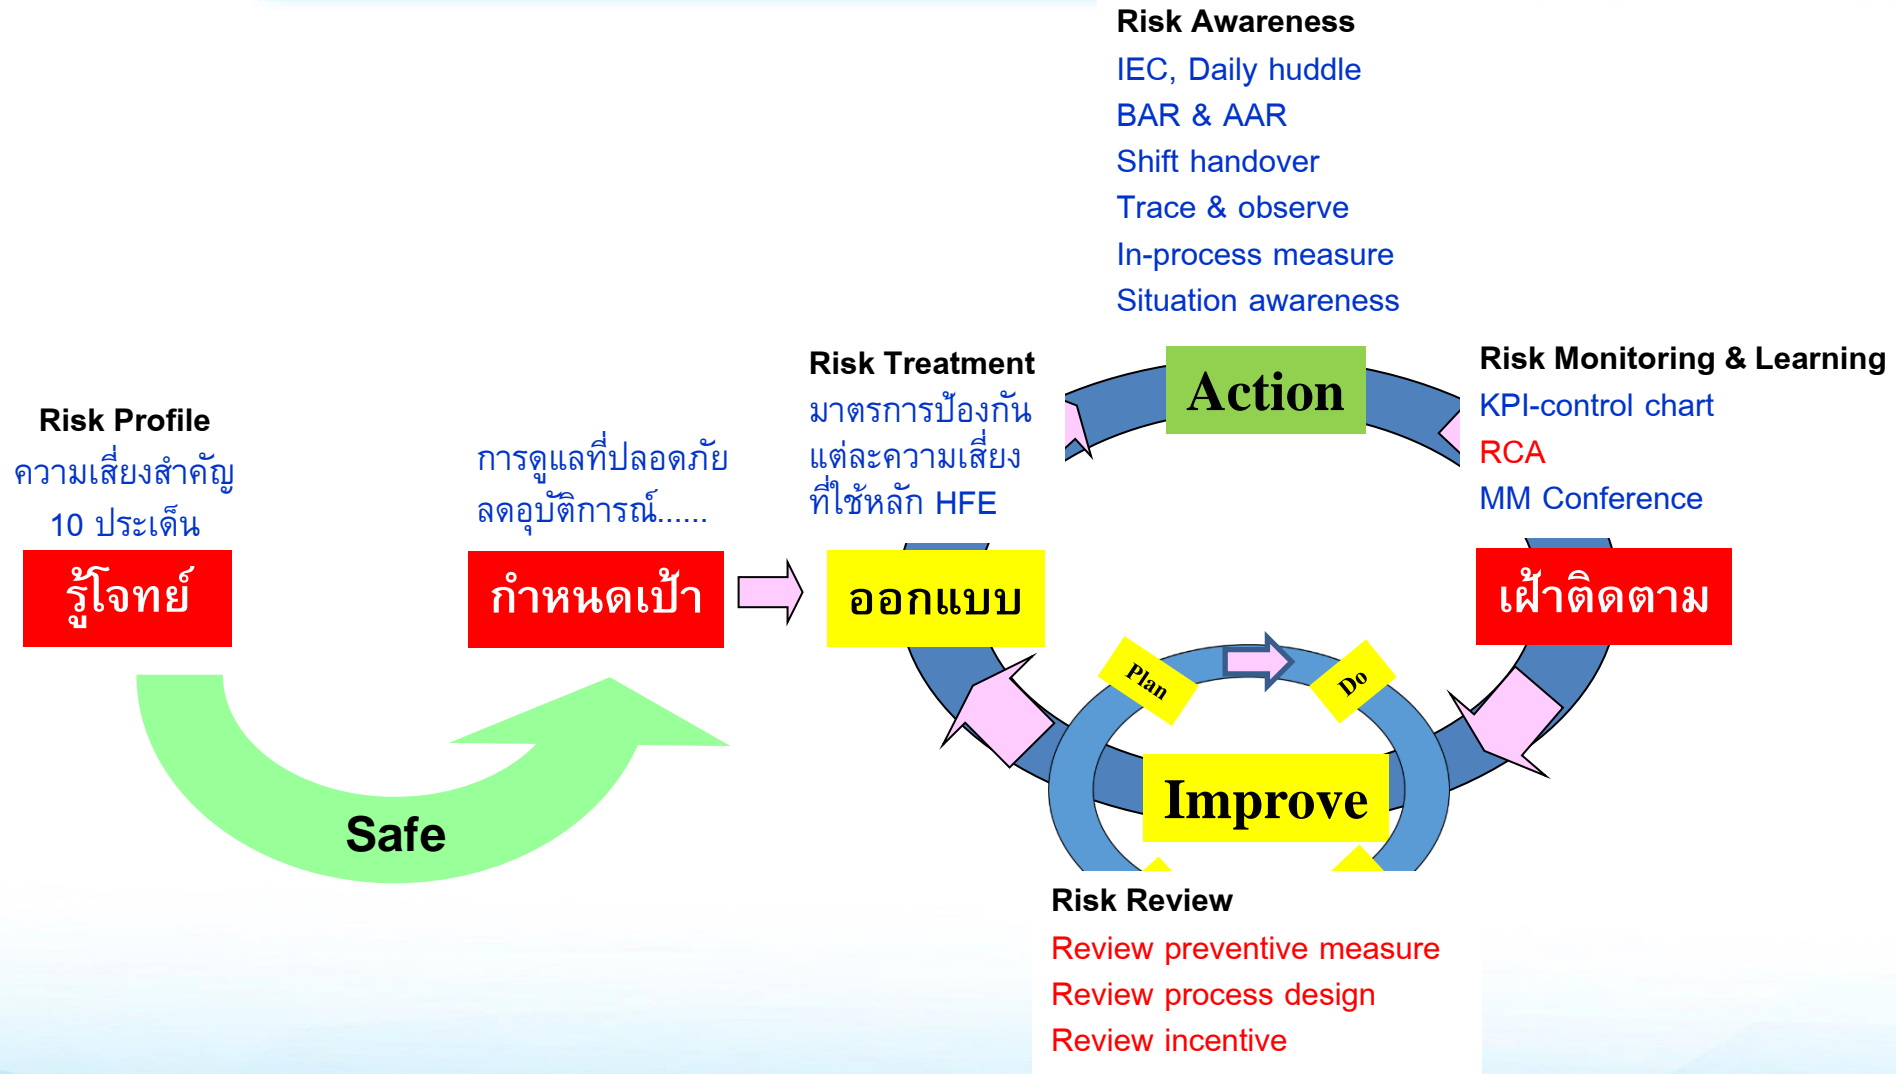 Risk Awareness
IEC, Daily huddle
BAR & AAR
Shift handover
Trace & observe
In-process measure
Situation awareness
Risk Profile
ความเสี่ยงสำคัญ
10 ประเด็น
รู้โจทย์
Safe
การดูแลที่ปลอดภัย
ลดอุบัติการณ์......
กำหนดเป้า
Risk Treatment
มาตรการป้องกัน
แต่ละความเสี่ยง
ที่ใช้หลัก HFE
ออกแบบ
Action
Risk Monitoring & Learning
KPI-control chart
RCA
MM Conference
เฝ้าติดตาม
Plan
Do
Improve
Risk Review
Review preventive measure
Review process design
Review incentive